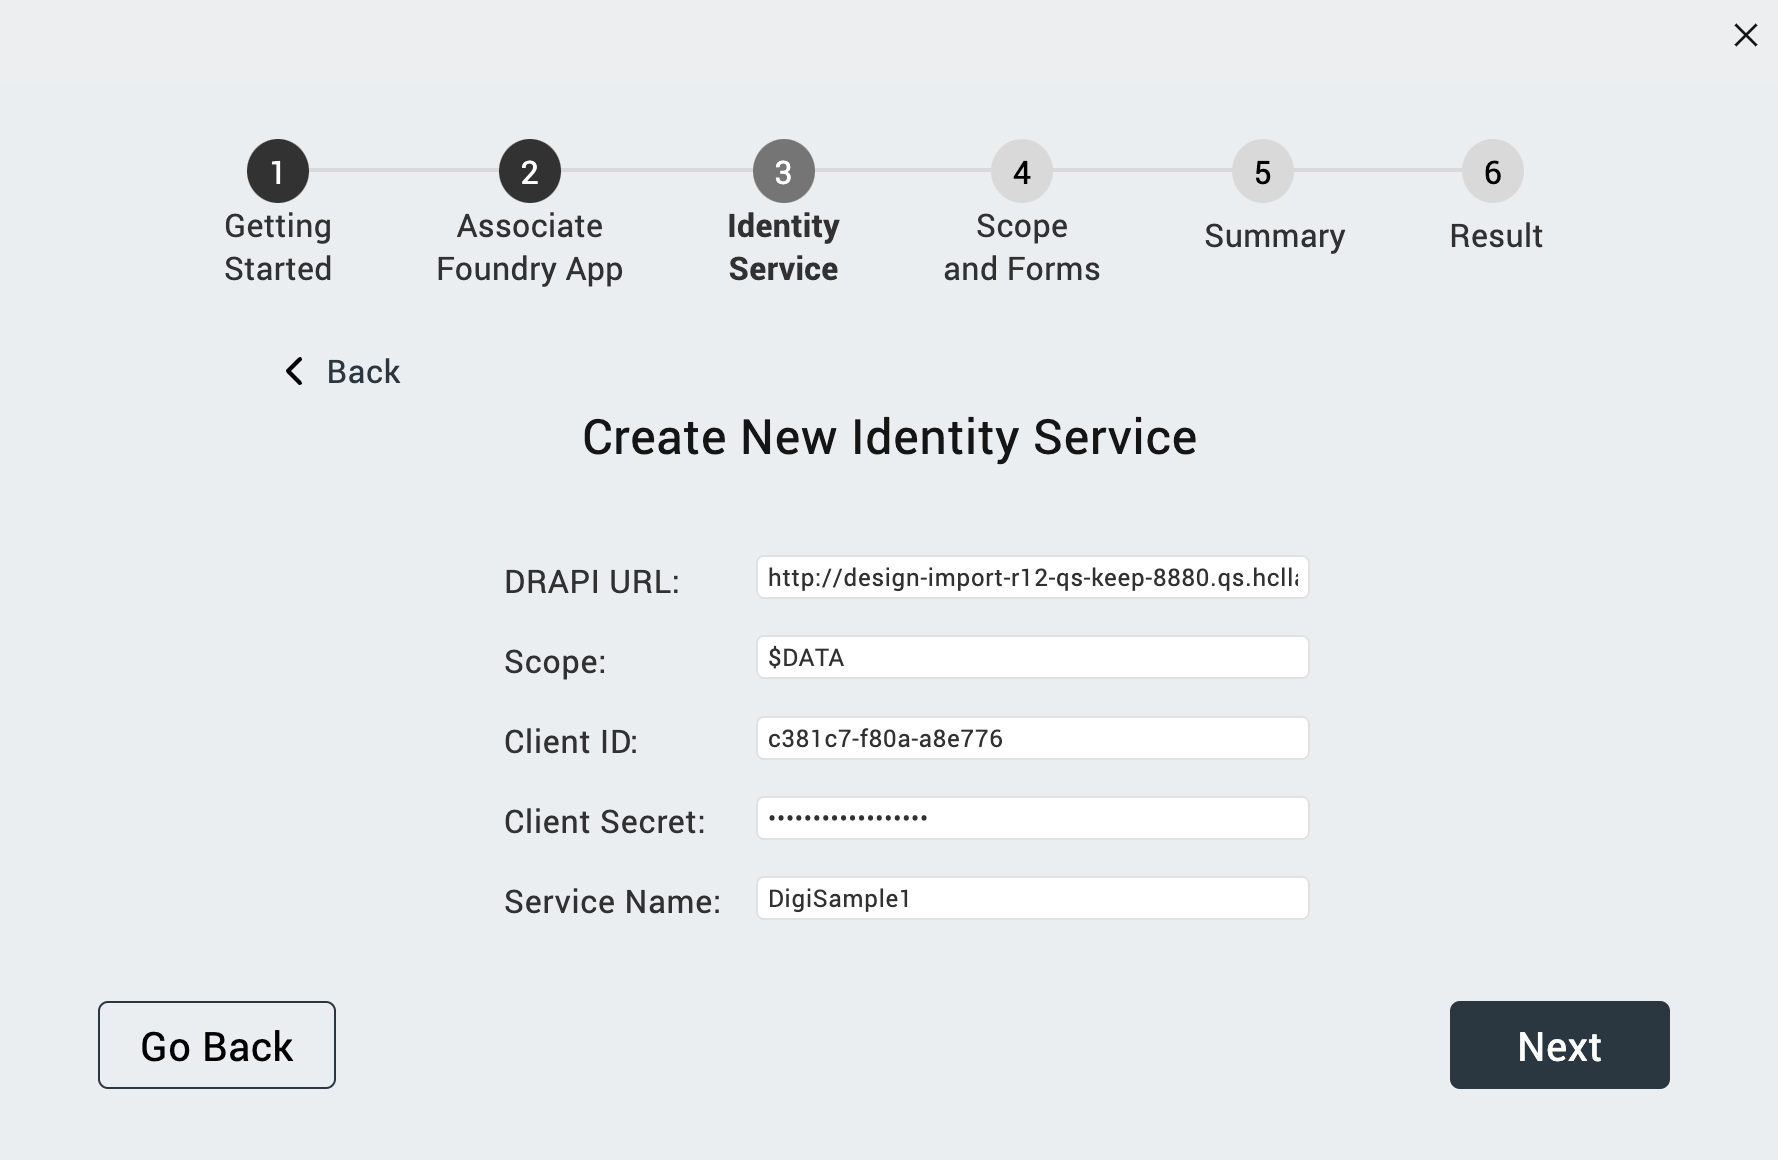 1
2
3
4
5
6
Getting
Started
Associate
Foundry App
Identity
Service
Scope
and Forms
Summary
Result
Back
Create New Identity Service
DRAPI URL:
http://design-import-r12-qs-keep-8880.qs.hcll
Scope:
$DATA
Client ID:
c381c7-f80a-a8e776
Client Secret:
••••••••••••••••••
Service Name:
DigiSample1
Go Back
Next